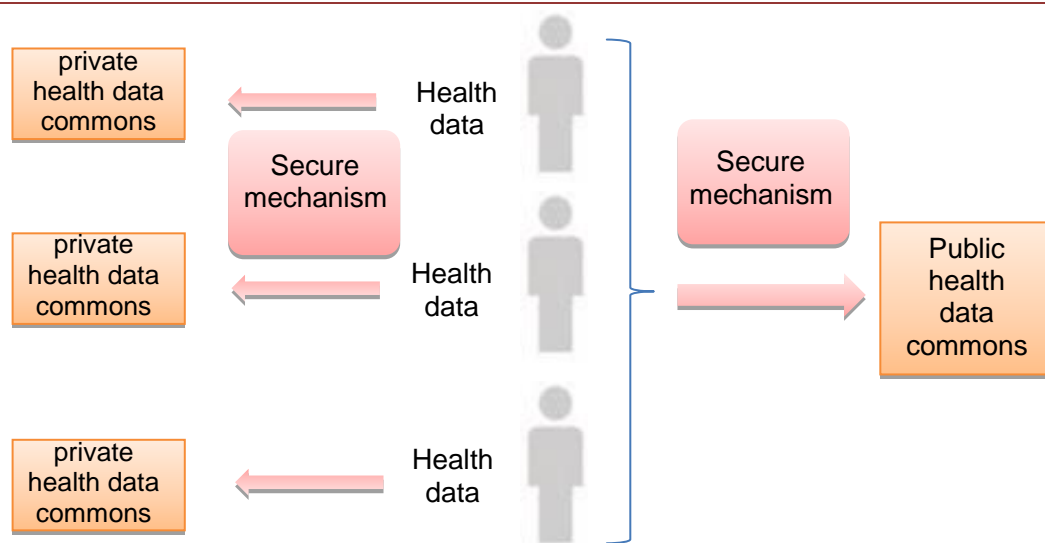 private
health data
commons
Health
data
Secure
mechanism
private
health data
commons
Health
data
private
health data
commons
Health
data
Secure
mechanism
Public
health
data
commons